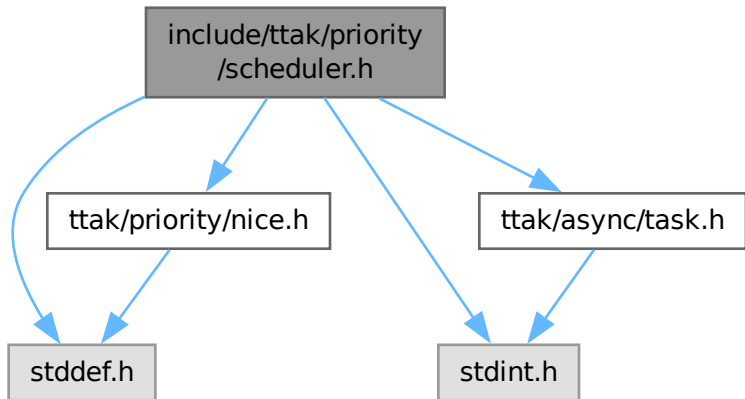 include/ttak/priority
/scheduler.h
ttak/priority/nice.h
ttak/async/task.h
stddef.h
stdint.h